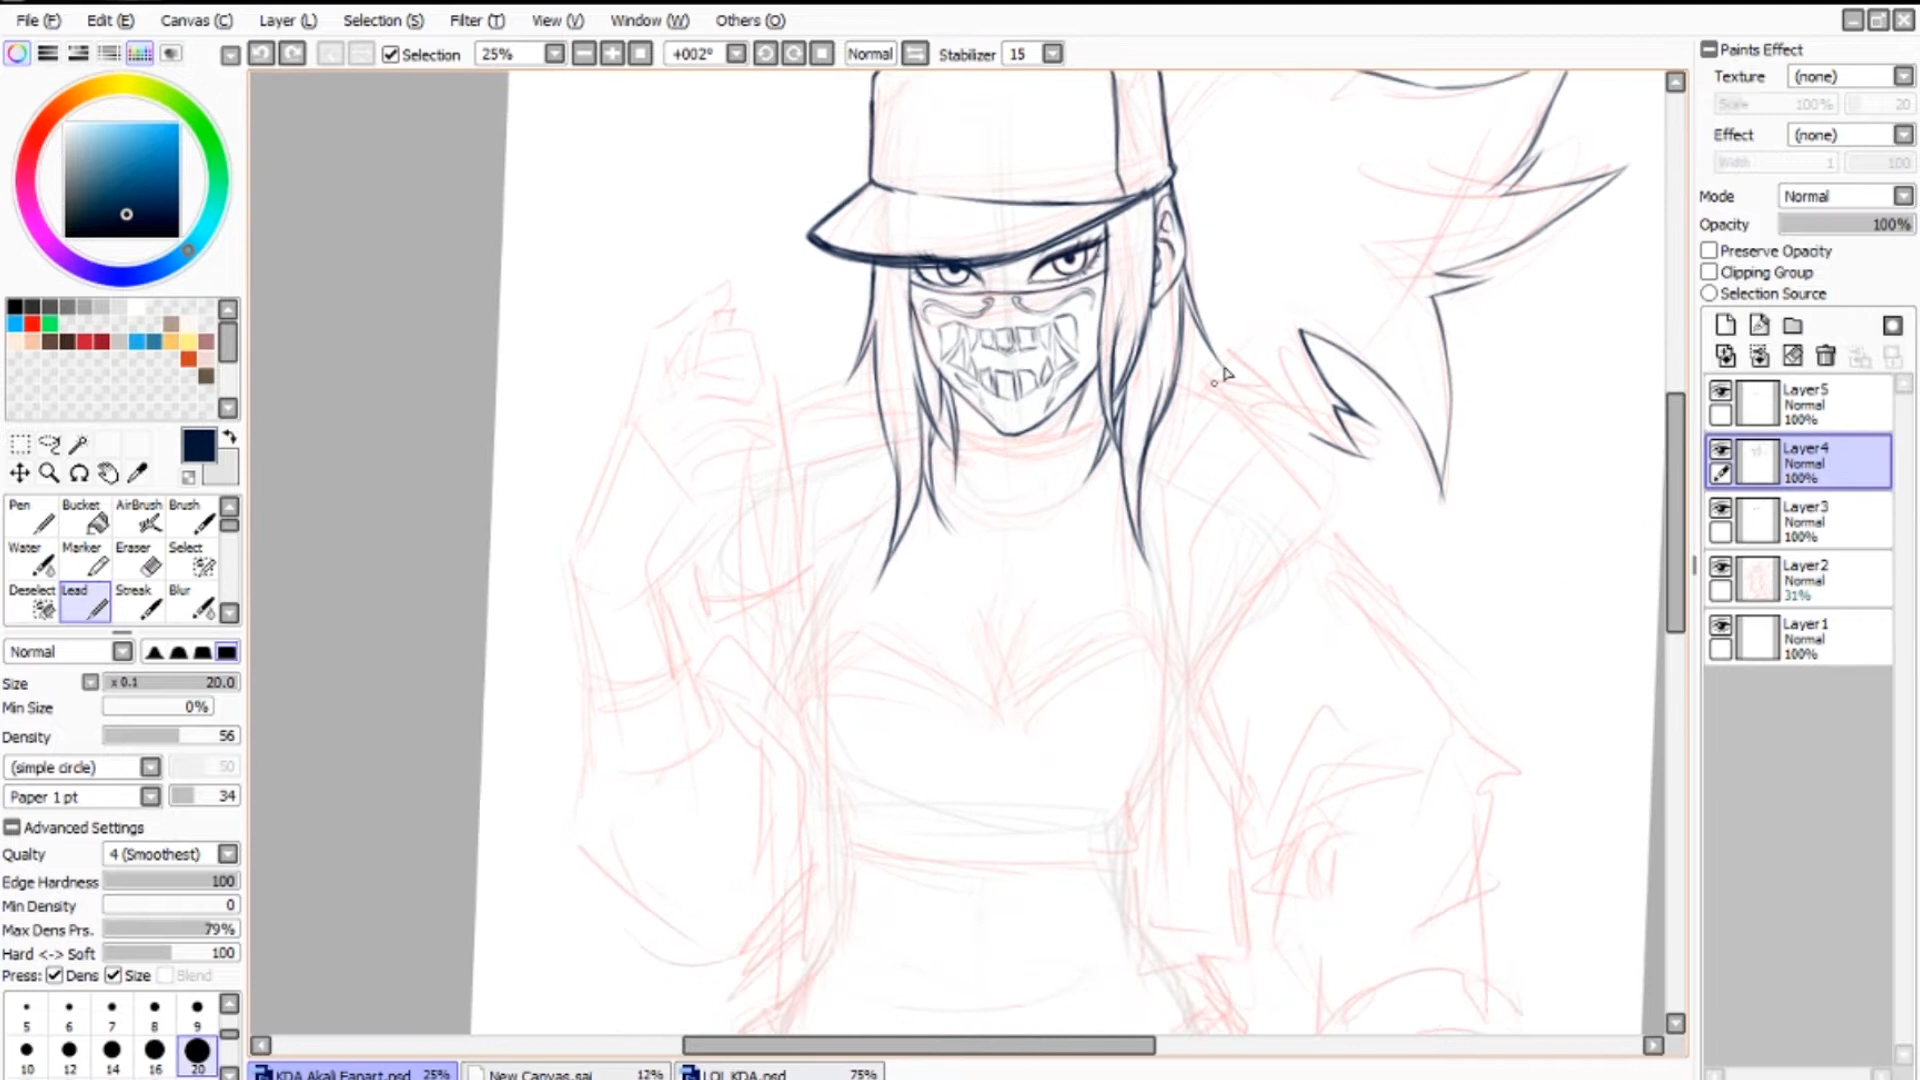 File (F) Edit (E) Canvas (C) Layer (L) Selection (S) Filter (T) View (V) Window (W) Others (O)
Selection 25% +002° Normal Stabilizer 15
Paints Effect
Texture (none)
Scale 100% 20
Effect (none)
Width 1 100
Mode Normal
Opacity 100%
Preserve Opacity
Clipping Group
Selection Source
Layer5
Normal
100%
Layer4
Normal
100%
Layer3
Normal
100%
Layer2
Normal
31%
Layer1
Normal
100%
Pen Bucket AirBrush Brush
Water Marker Eraser Select
Deselect Lead Streak Blur
Normal
Size x 0.1 20.0
Min Size 0%
Density 56
(simple circle) 50
Paper 1 pt 34
Advanced Settings
Qualty 4 (Smoothest)
Edge Hardness 100
Min Density 0
Max Dens Prs. 79%
Hard <-> Soft 100
Press: Dens Size Blend
5 6 7 8 9
10 12 14 16 20
KDA Akali Fanart.psd 25% New Canvas.sai 12% LOL KDA.psd 75%